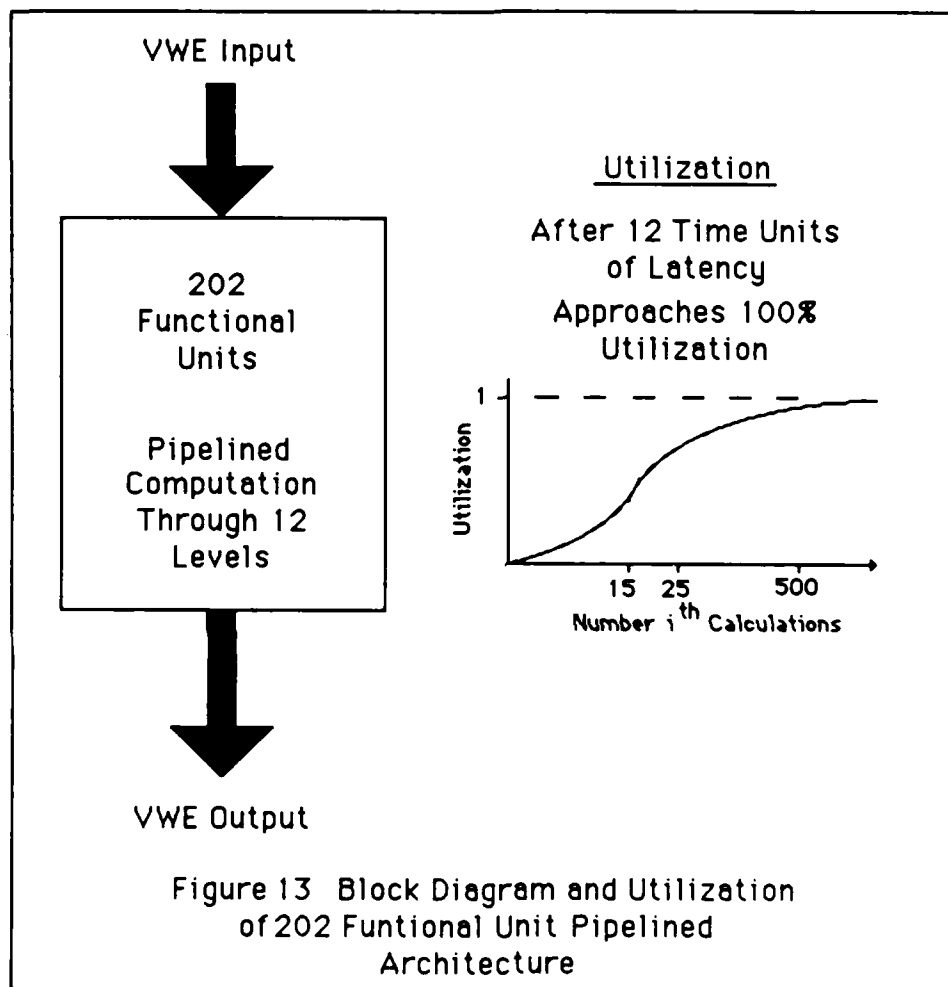 VWE Input
202
Functional
Units
Pipelined
Computation
Through 12
Levels
VWE Output
Utilization
After 12 Time Units
of Latency
Approaches 100%
Utilization
1
Utilization
15 25 500
Number i th Calculations
Figure 13 Block Diagram and Utilization
of 202 Funtional Unit Pipelined
Architecture